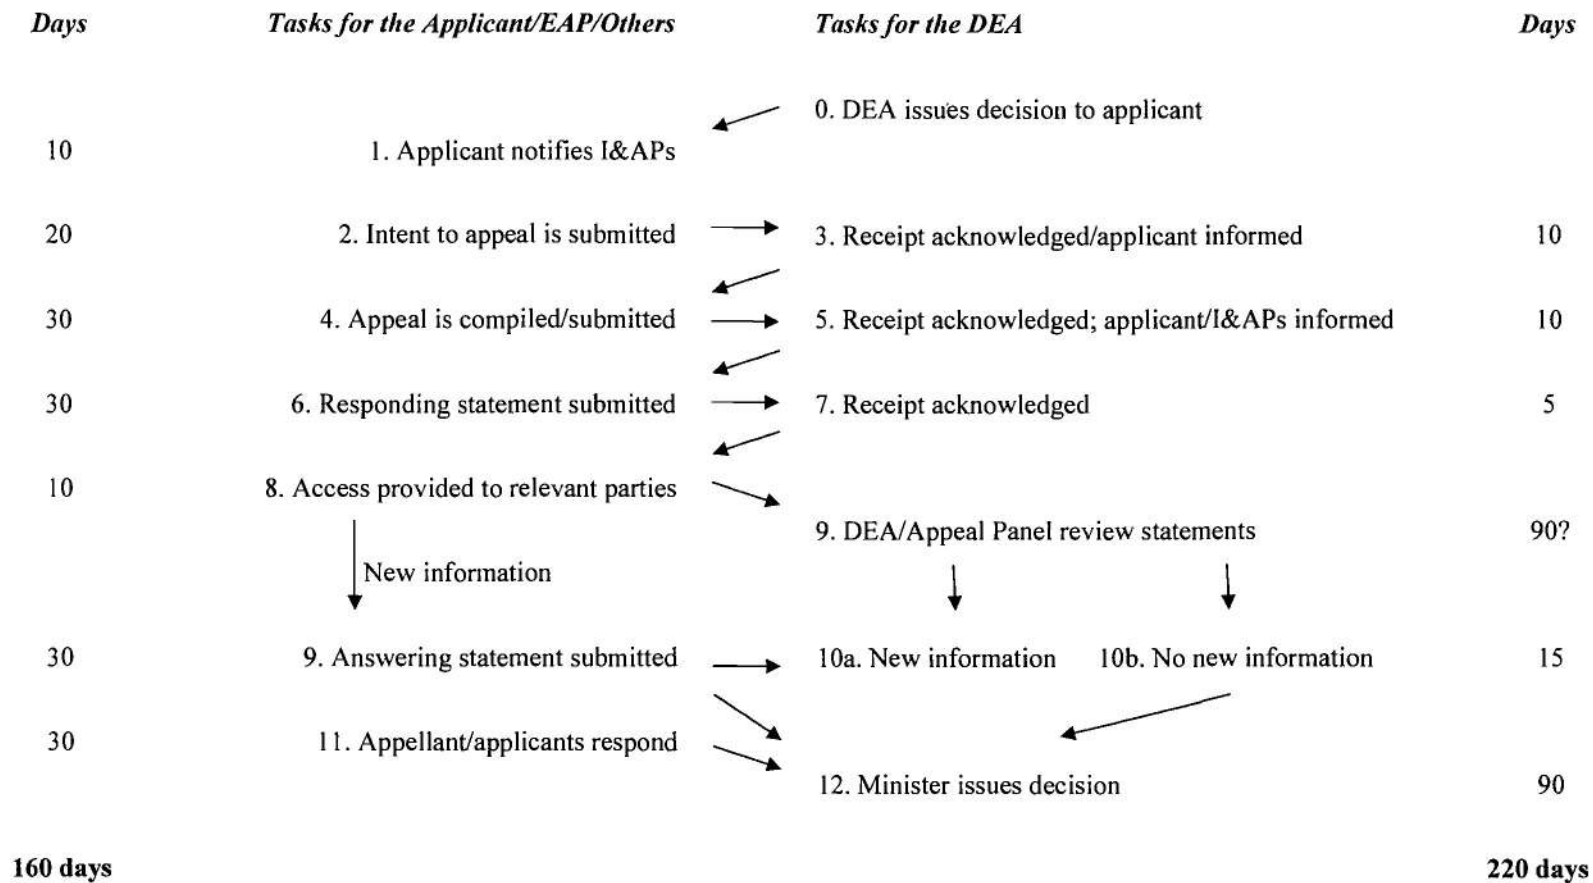 Days Tasks for the Applicant/EAP/Others Tasks for the DEA Days
0. DEA issues decision to applicant
10 1. Applicant notifies I&APs
20 2. Intent to appeal is submitted 3. Receipt acknowledged/applicant informed 10
30 4. Appeal is compiled/submitted 5. Receipt acknowledged; applicant/I&APs informed 10
30 6. Responding statement submitted 7. Receipt acknowledged 5
10 8. Access provided to relevant parties
9. DEA/Appeal Panel review statements 90?
New information
30 9. Answering statement submitted 10a. New information 10b. No new information 15
30 11. Appellant/applicants respond
12. Minister issues decision 90
160 days 220 days